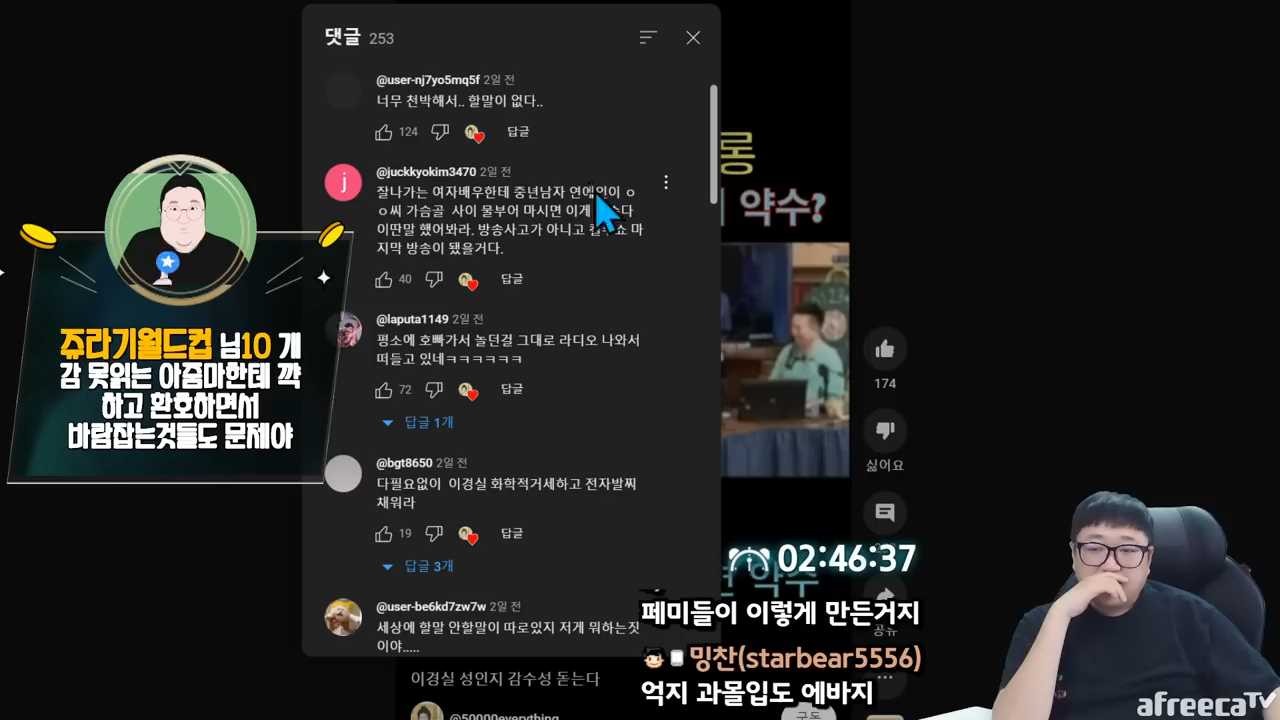 댓글 253
@user-nj7yo5mq5f 2일 전
너무 천박해서.. 할말이 없다..
124 답글
@juckkyokim3470 2일 전
j
잘나가는 여자배우한테 중년남자 연예인이 ㅇ
ㅇ씨 가슴골 사이 물부어 마시면 이게
이딴말 했어봐라. 방송사고가 아니고 마
지막 방송이 됐을거다.
40 답글
@laputa1149 2일 전
평소에 호빠가서 놀던걸 그대로 라디오 나와서
떠들고 있네ㅋㅋㅋㅋㅋㅋ
72 답글
답글 1개
@bgt8650 2일 전
다필요없이 이경실 화학적거세하고 전자발찌
채워라
19 답글
답글 3개
@user-be6kd7zw7w 2일 전
세상에 할말 안할말이 따로있지 저게 뭐하는짓
이야.....
쥬라기월드컵 님10 개
감 못읽는 아줌마한테 꺅
하고 환호하면서
바람잡는것들도 문제야
롱
약수?
174
싫어요
02:46:37
약수
공유
페미들이 이렇게 만든거지
밍찬(starbear5556)
억지 과몰입도 에바지
이경실 성인지 감수성 돋는다
@50000everything
구독
afreecaTV